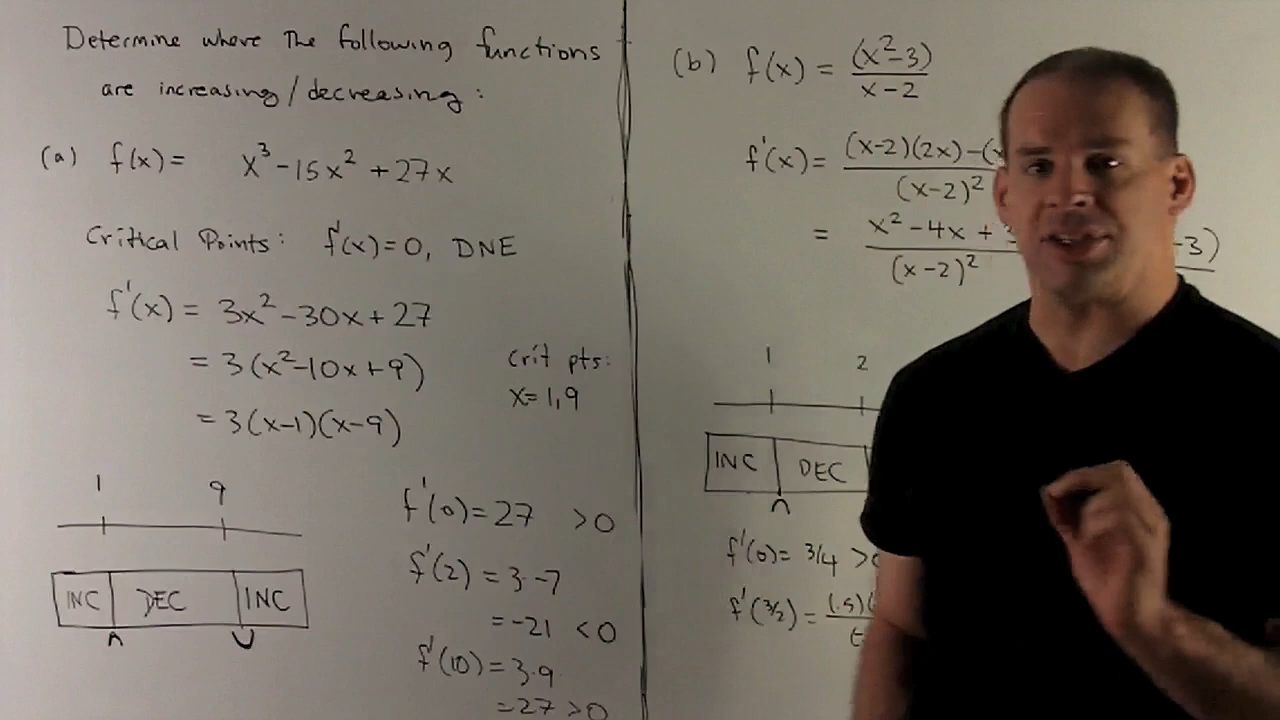 Determine where the following functions
are increasing/decreasing:
(a) f(x) = x³ -15x² +27x
Critical Points: f'(x)=0, DNE
f'(x) = 3x² -30x + 27
= 3(x²-10x+9)
= 3(x-1)(x-9)
crit pts:
x=1,9
1 9
INC DEC INC
f'(0) = 27 >0
f'(2) = 3·-7
= -21 <0
f'(10) = 3·9
=27 >0
(b) f(x) = (x²-3)/(x-2)
f'(x) = (x-2)(2x)-(x
(x-2)²
= x² -4x +
(x-2)²
-3)
1 2
INC DEC
f'(0)= 3/4 >0
f'(3/2) = (.5)(